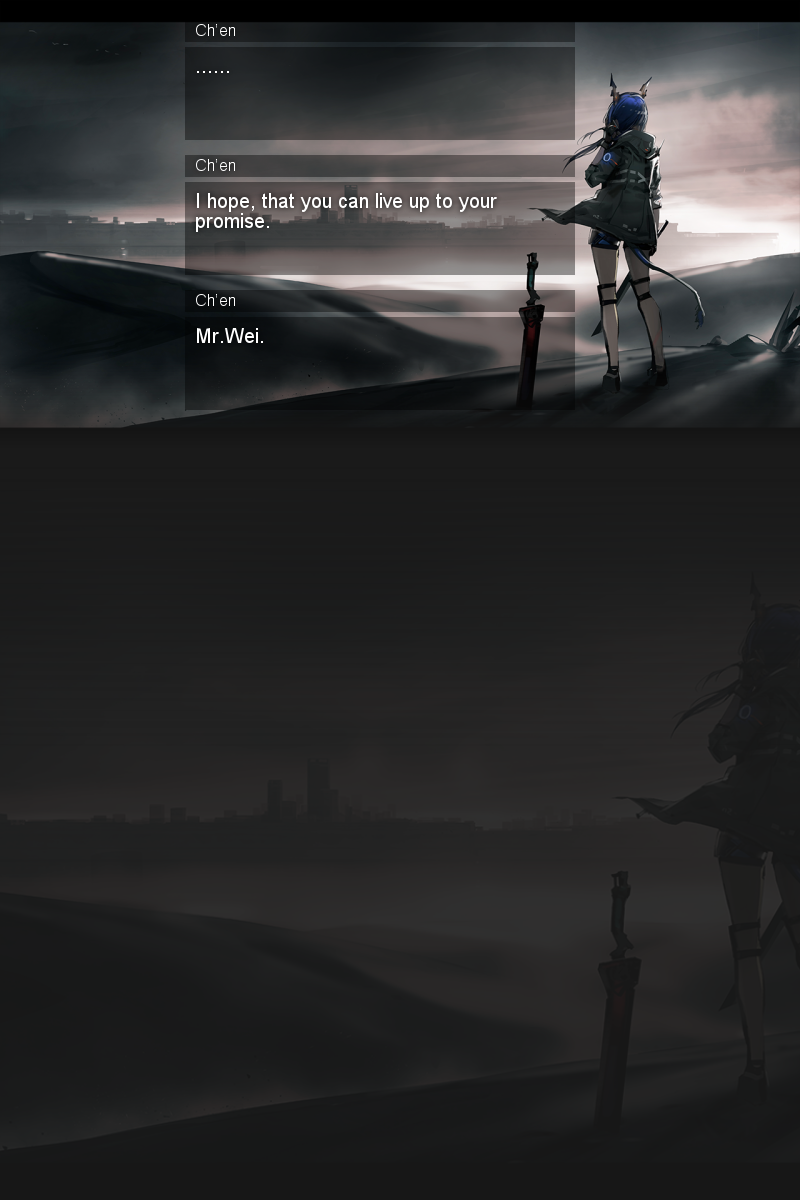 Ch'en
......
Ch'en
I hope, that you can live up to your
promise.
Ch'en
Mr.Wei.